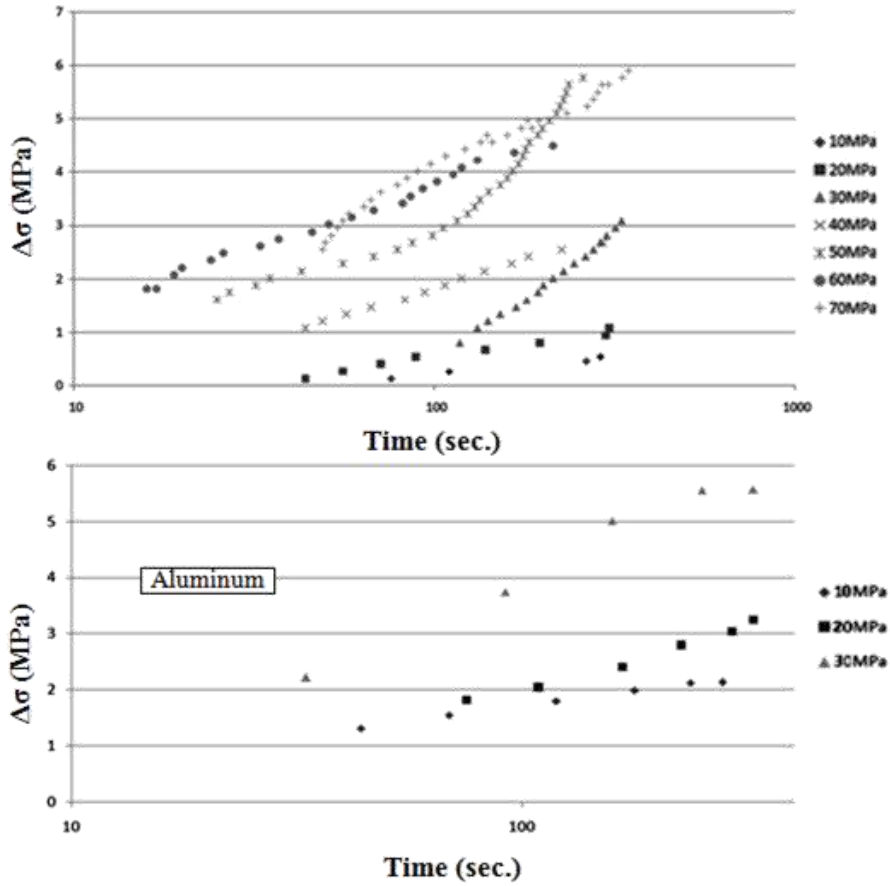 7
6
5
4
3
2
1
0
Δσ (MPa)
10 100 1000
Time (sec.)
10MPa
20MPa
30MPa
40MPa
50MPa
60MPa
70MPa
6
5
4
3
2
1
0
Δσ (MPa)
Aluminum
10 100
Time (sec.)
10MPa
20MPa
30MPa